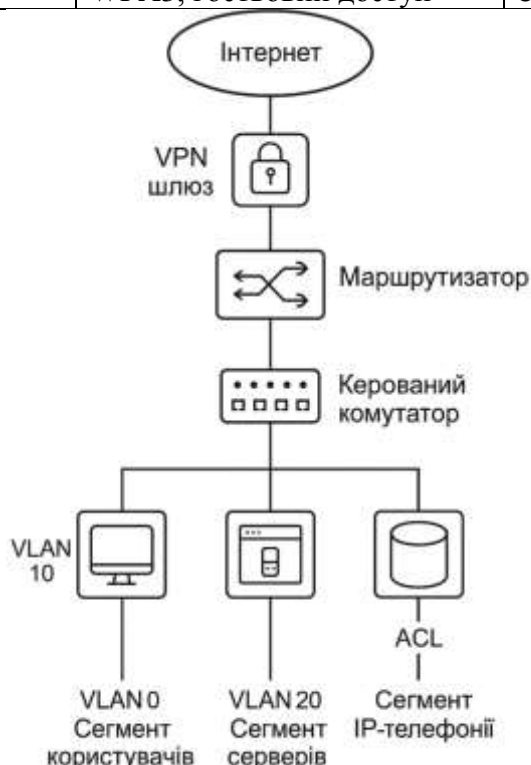 Інтернет
VPN
шлюз
Маршрутизатор
Керований
комутатор
VLAN
10
ACL
VLAN 0
Сегмент
користувачів
VLAN 20
Сегмент
серверів
Сегмент
IP-телефонії